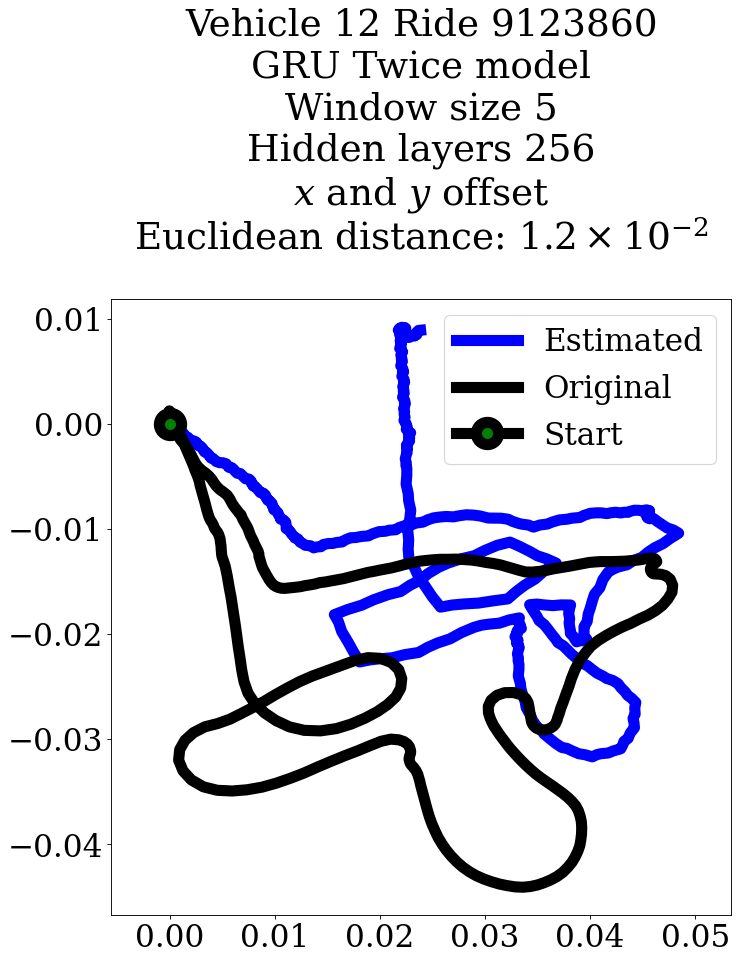 Vehicle 12 Ride 9123860
GRU Twice model
Window size 5
Hidden layers 256
x and y offset
Euclidean distance: 1.2 × 10⁻²
0.01
0.00
−0.01
−0.02
−0.03
−0.04
Estimated
Original
Start
0.00 0.01 0.02 0.03 0.04 0.05